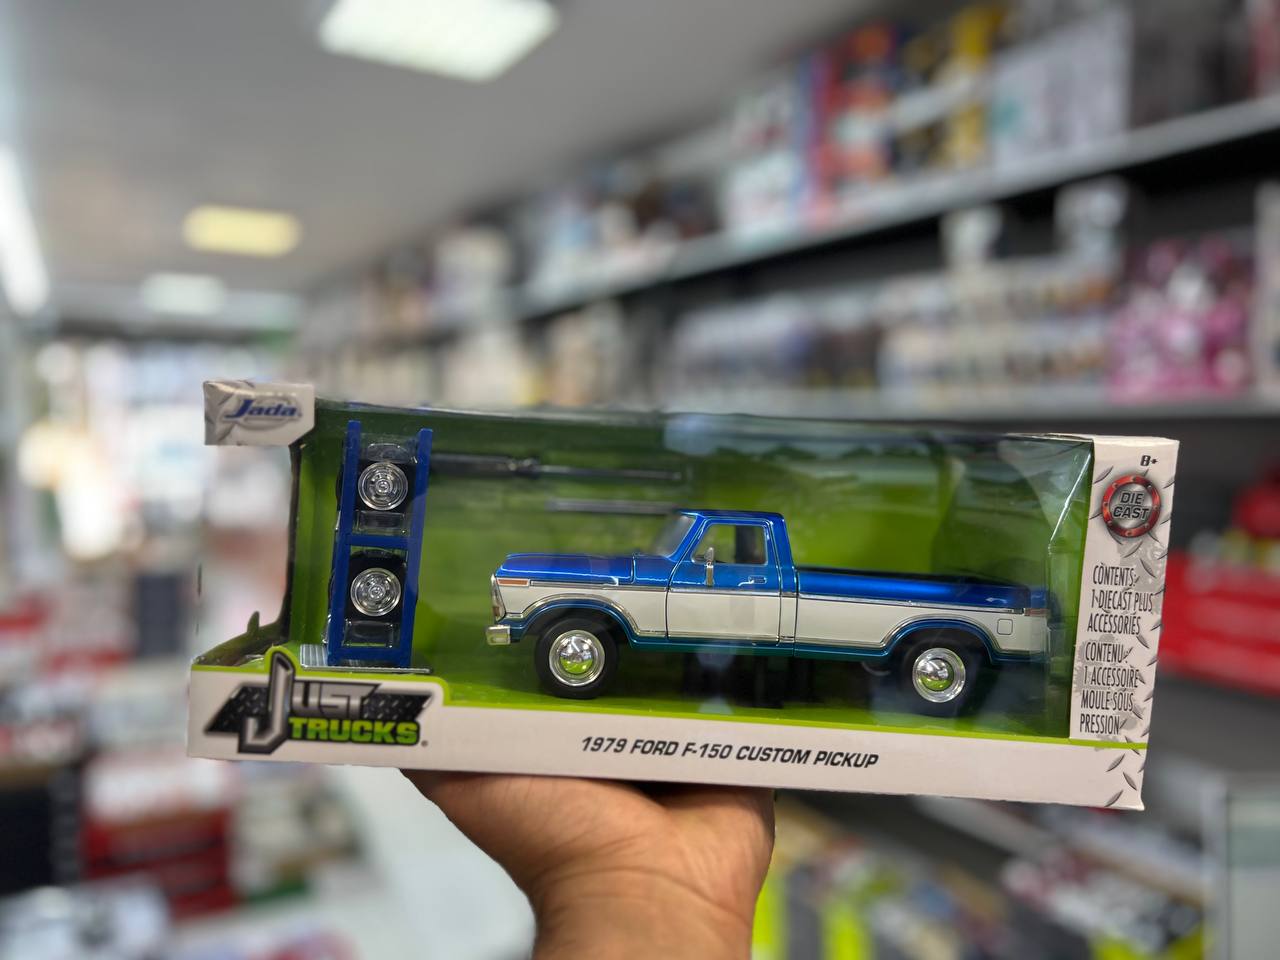 Jada
8+
DIE
CAST
CONTENTS:
1-DIECAST PLUS
ACCESSORIES
CONTENU:
1 ACCESSOIRE
MOULE SOUS
PRESSION
JUST
TRUCKS
1979 FORD F-150 CUSTOM PICKUP